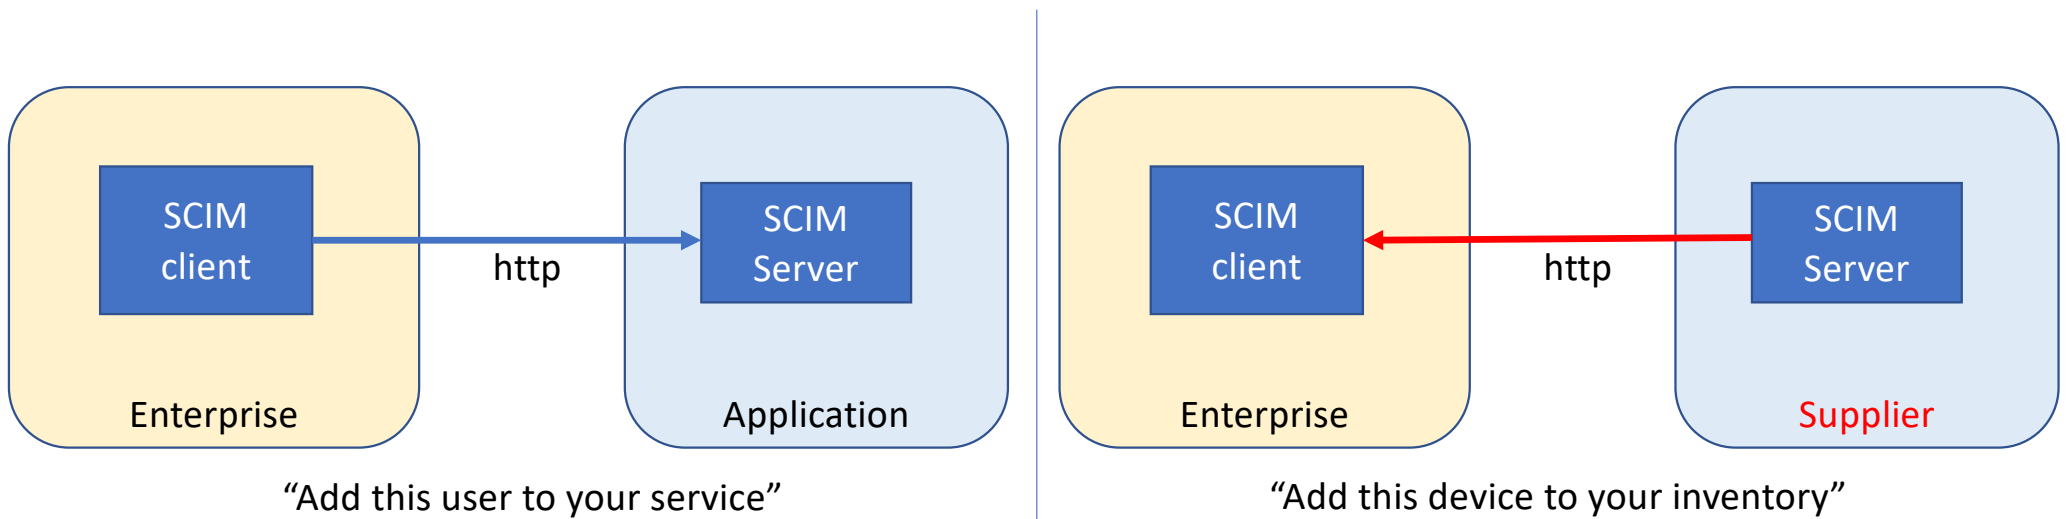 SCIM
client
http
SCIM
Server
Enterprise
Application
“Add this user to your service”
SCIM
client
http
SCIM
Server
Enterprise
Supplier
“Add this device to your inventory”